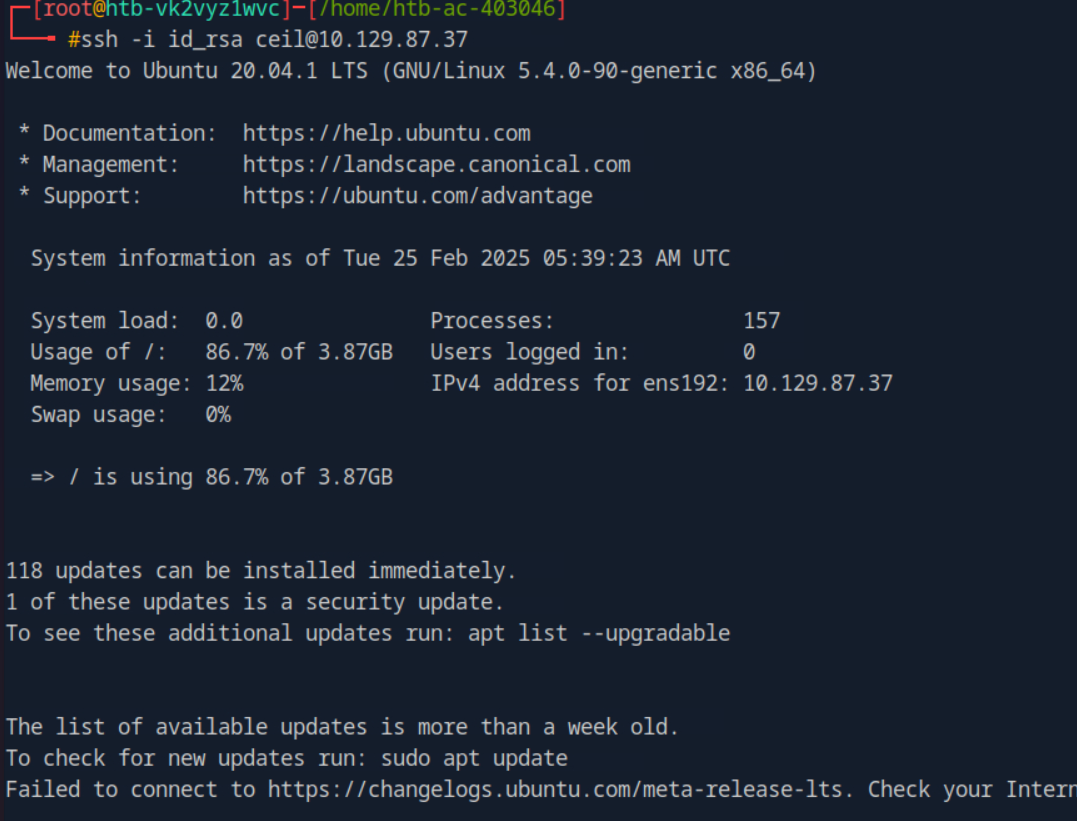 ┌─[root@htb-vk2vyz1wvc]─[/home/htb-ac-403046]
└──╼ #ssh -i id_rsa ceil@10.129.87.37
Welcome to Ubuntu 20.04.1 LTS (GNU/Linux 5.4.0-90-generic x86_64)
* Documentation:  https://help.ubuntu.com
* Management:     https://landscape.canonical.com
* Support:        https://ubuntu.com/advantage
System information as of Tue 25 Feb 2025 05:39:23 AM UTC
System load:  0.0               Processes:               157
Usage of /:   86.7% of 3.87GB   Users logged in:         0
Memory usage: 12%               IPv4 address for ens192: 10.129.87.37
Swap usage:   0%
=> / is using 86.7% of 3.87GB
118 updates can be installed immediately.
1 of these updates is a security update.
To see these additional updates run: apt list --upgradable
The list of available updates is more than a week old.
To check for new updates run: sudo apt update
Failed to connect to https://changelogs.ubuntu.com/meta-release-lts. Check your Intern